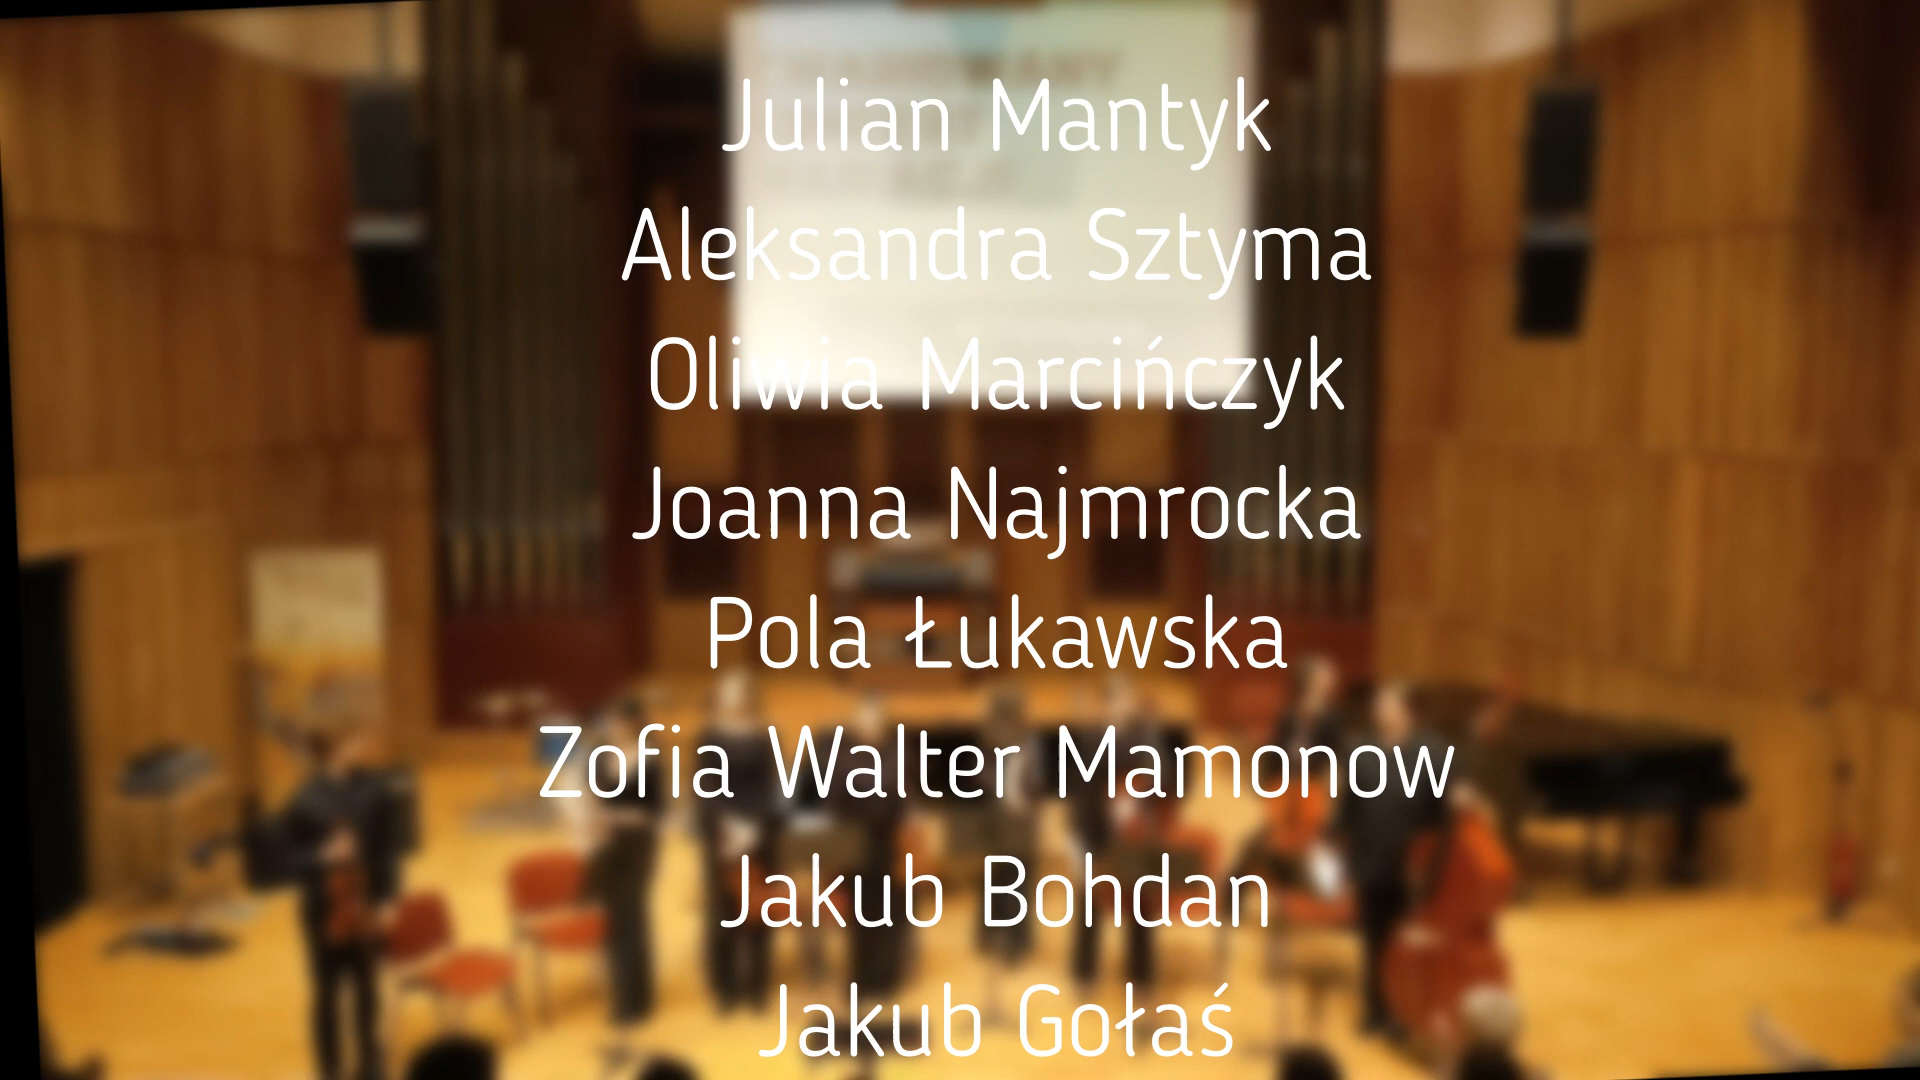 Julian Mantyk
Aleksandra Sztyma
Oliwia Marcińczyk
Joanna Najmrocka
Pola Łukawska
Zofia Walter Mamonow
Jakub Bohdan
Jakub Gołaś